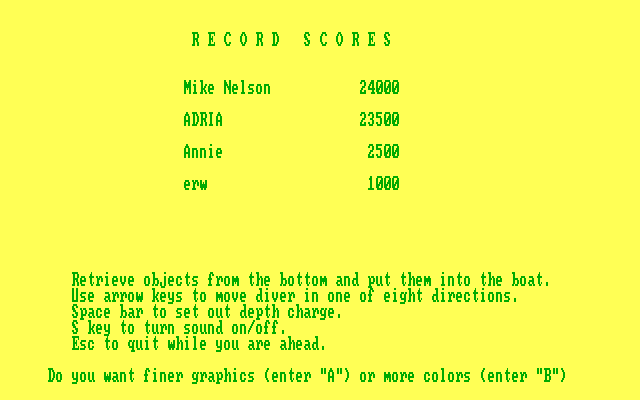 RECORD SCORES
Mike Nelson 24000
ADRIA 23500
Annie 2500
erw 1000
Retrieve objects from the bottom and put them into the boat.
Use arrow keys to move diver in one of eight directions.
Space bar to set out depth charge.
S key to turn sound on/off.
Esc to quit while you are ahead.
Do you want finer graphics (enter "A") or more colors (enter "B")